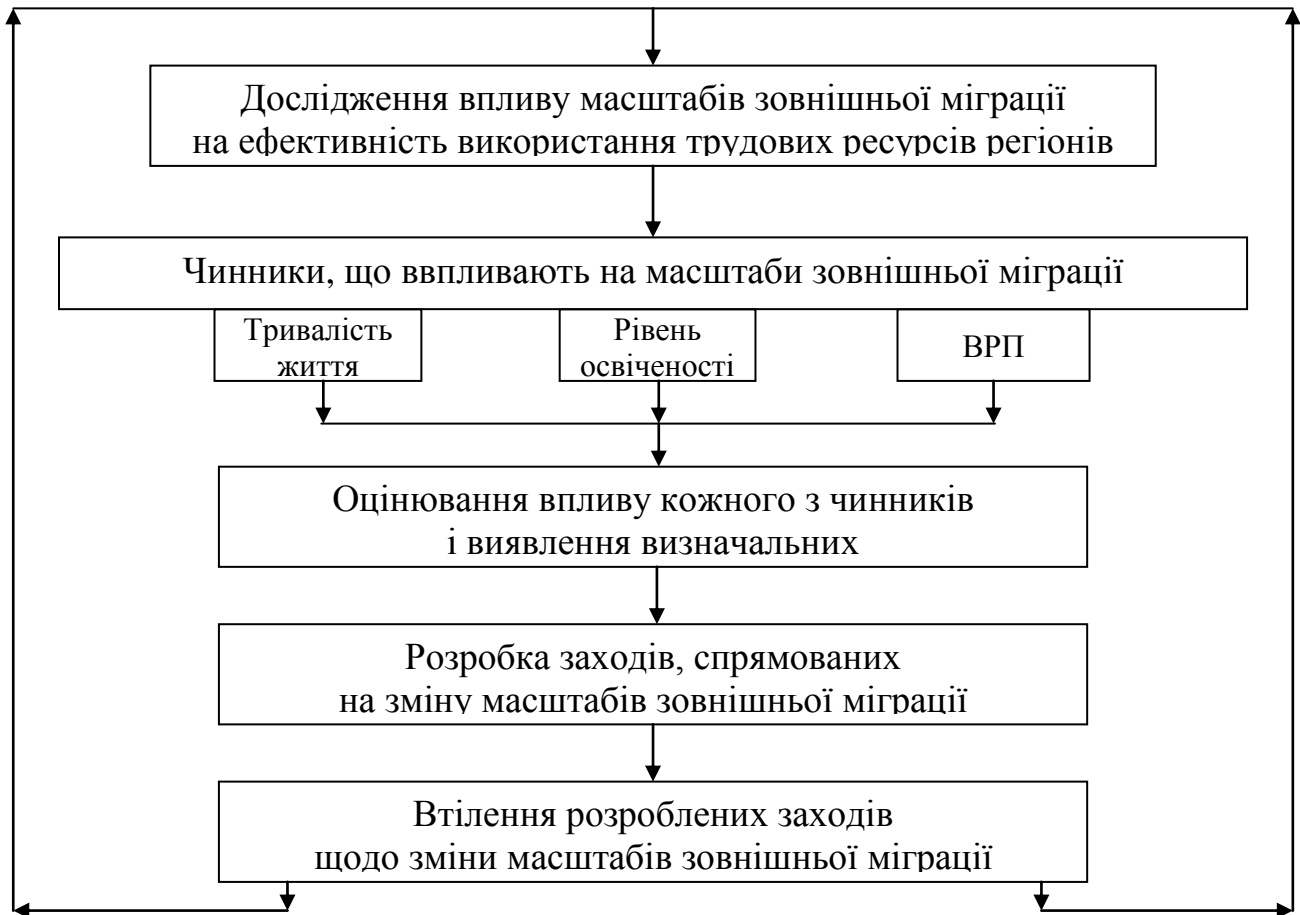 Дослідження впливу масштабів зовнішньої міграції
на ефективність використання трудових ресурсів регіонів
Чинники, що ввпливають на масштаби зовнішньої міграції
Тривалість
життя
Рівень
освіченості
ВРП
Оцінювання впливу кожного з чинників
і виявлення визначальних
Розробка заходів, спрямованих
на зміну масштабів зовнішньої міграції
Втілення розроблених заходів
щодо зміни масштабів зовнішньої міграції